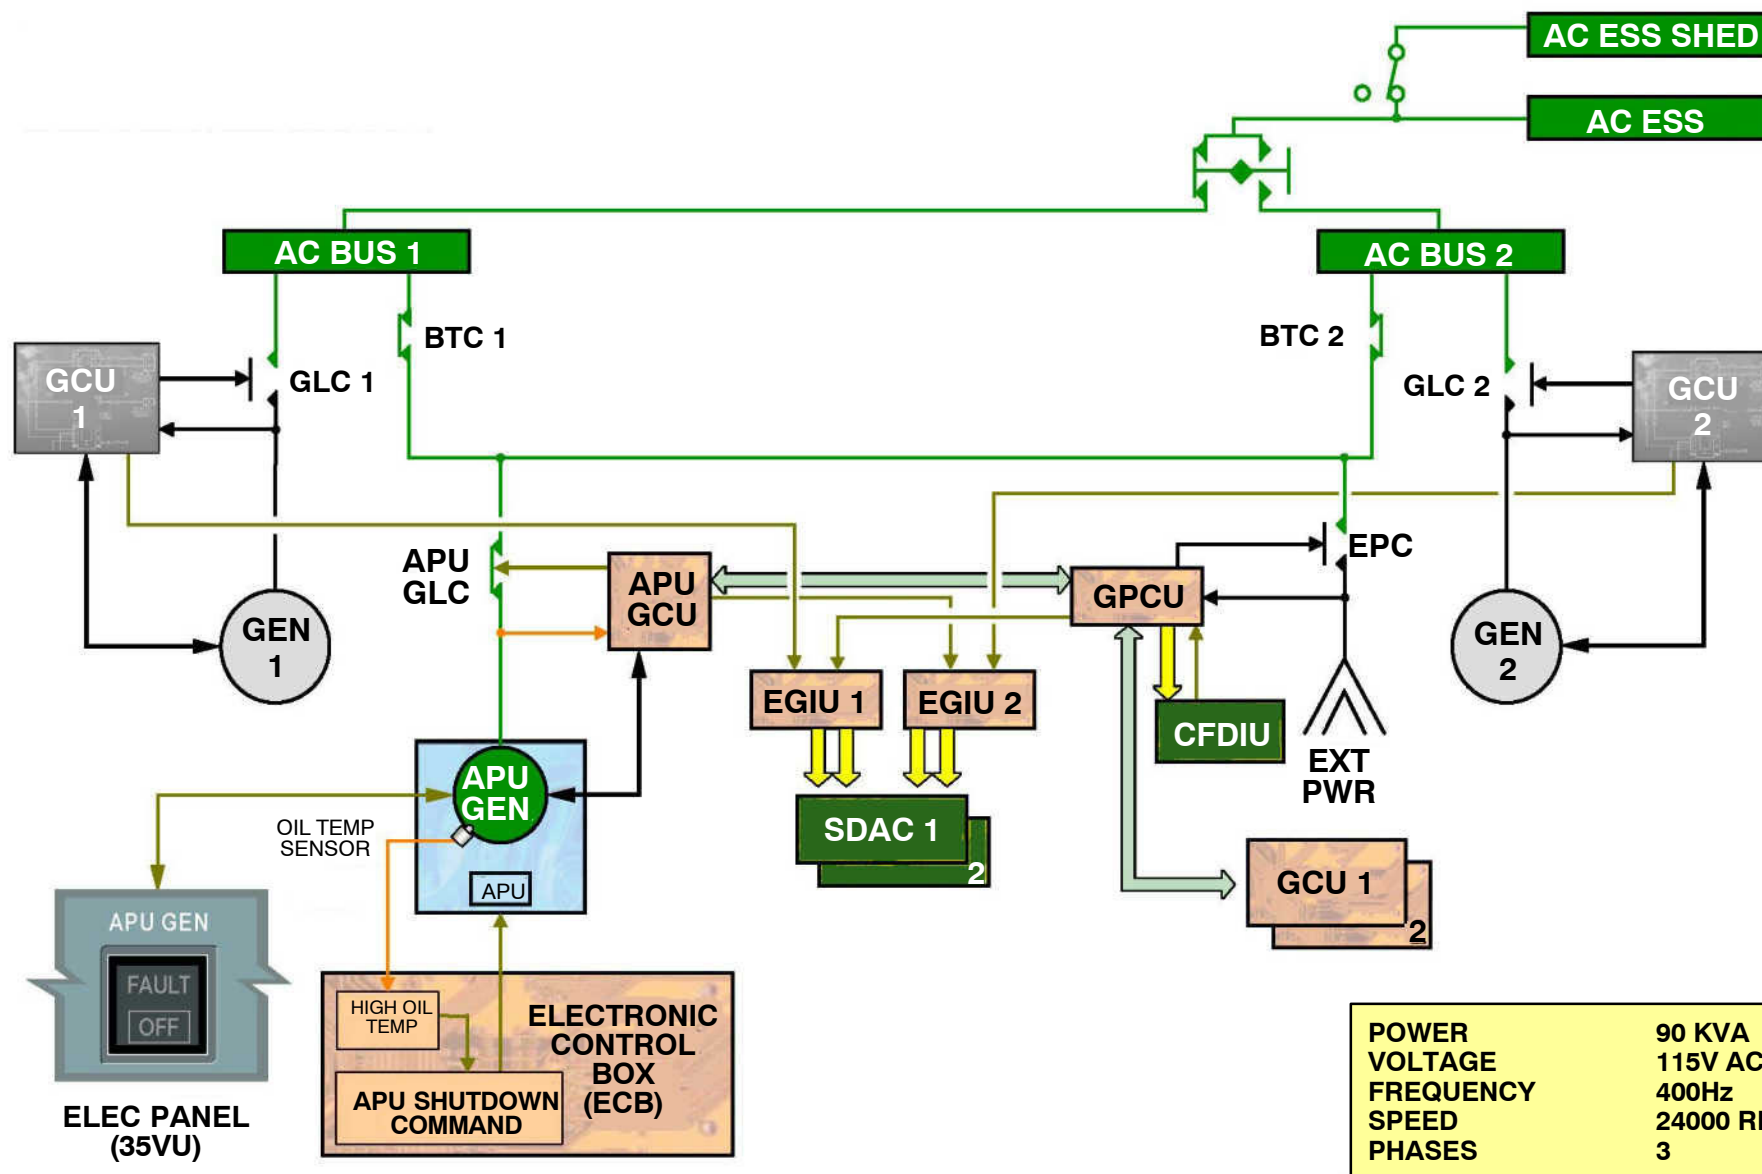 AC ESS SHED
AC ESS
AC BUS 1
AC BUS 2
BTC 1
BTC 2
GCU
1
GLC 1
GLC 2
GCU
2
APU
GLC
APU
GCU
GPCU
EPC
GEN
1
GEN
2
EGIU 1
EGIU 2
CFDIU
EXT
PWR
APU
GEN
OIL TEMP
SENSOR
SDAC 1
2
APU
GCU 1
2
APU GEN
FAULT
OFF
HIGH OIL
TEMP
ELECTRONIC
CONTROL
BOX
(ECB)
APU SHUTDOWN
COMMAND
ELEC PANEL
(35VU)
POWER 90 KVA
VOLTAGE 115V AC
FREQUENCY 400Hz
SPEED 24000
PHASES 3